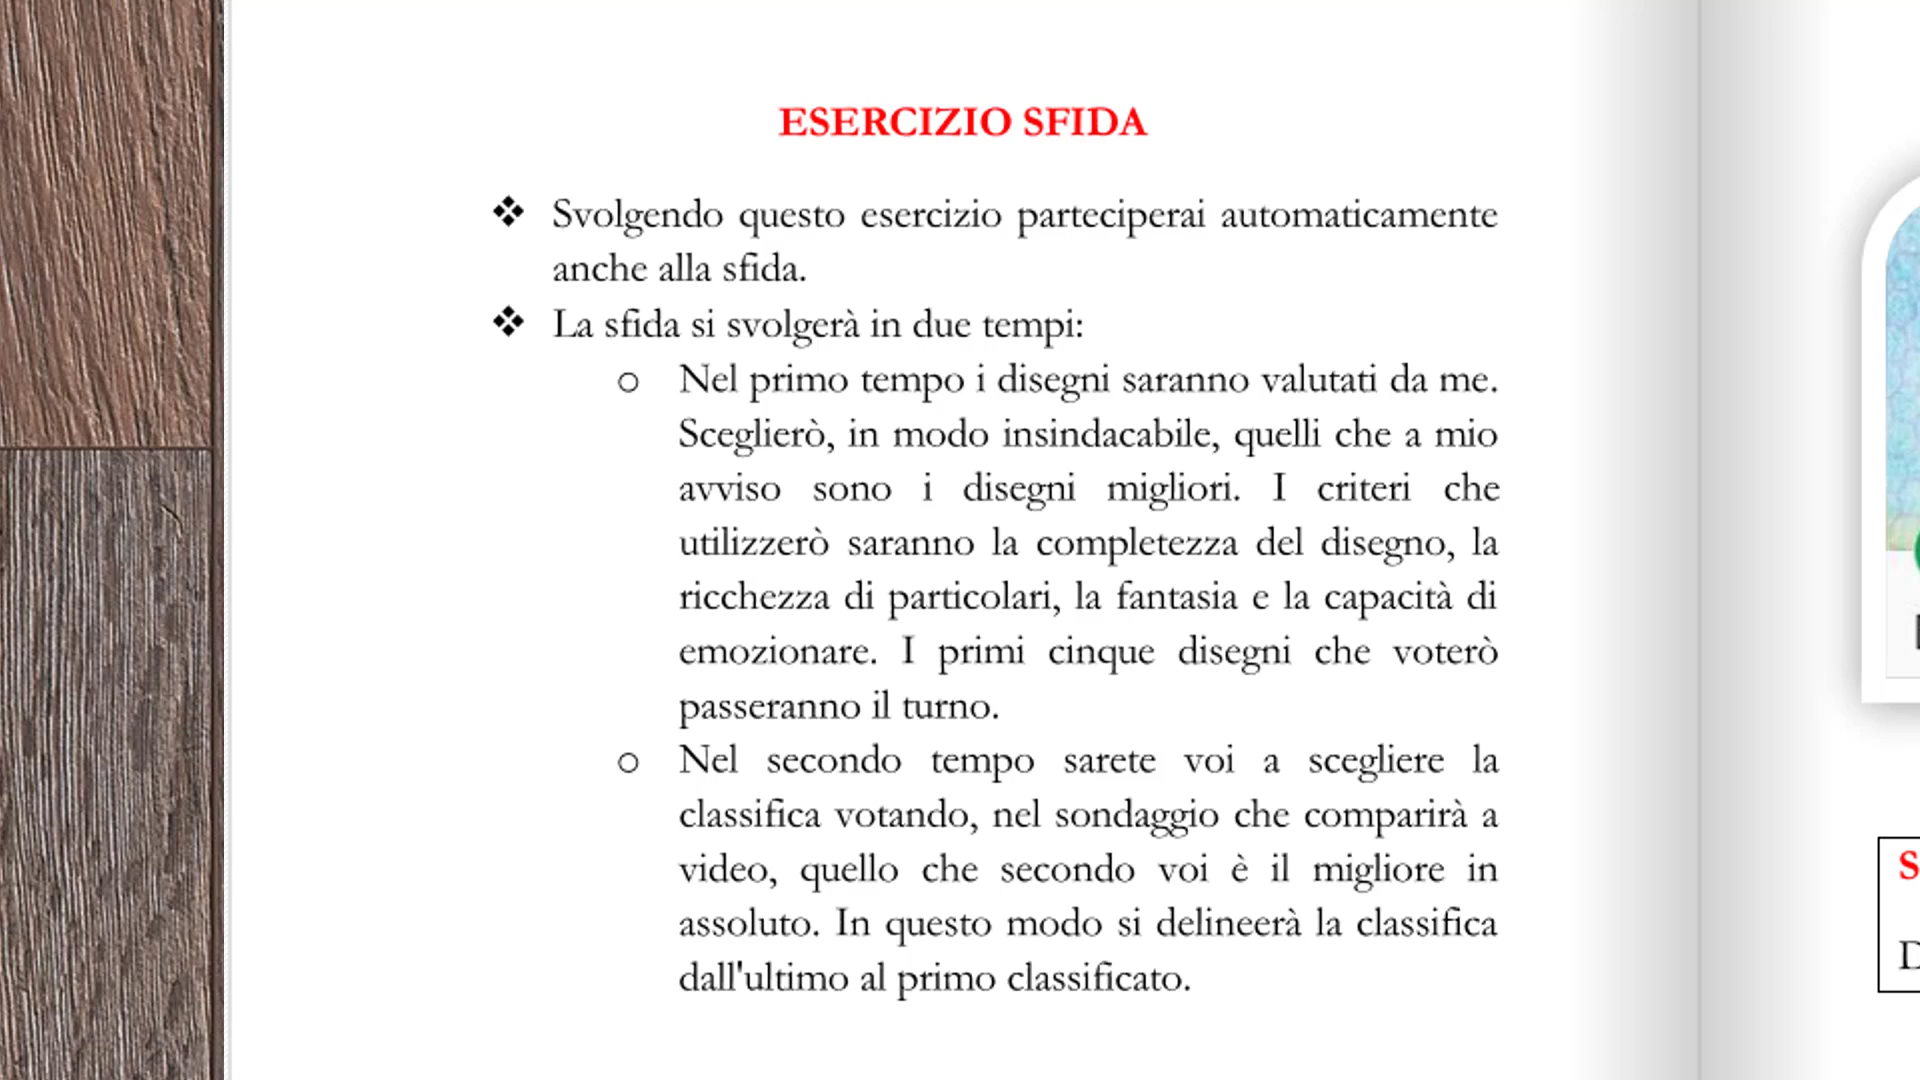 ESERCIZIO SFIDA
❖ Svolgendo questo esercizio parteciperai automaticamente
anche alla sfida.
❖ La sfida si svolgerà in due tempi:
o Nel primo tempo i disegni saranno valutati da me.
Sceglierò, in modo insindacabile, quelli che a mio
avviso sono i disegni migliori. I criteri che
utilizzerò saranno la completezza del disegno, la
ricchezza di particolari, la fantasia e la capacità di
emozionare. I primi cinque disegni che voterò
passeranno il turno.
o Nel secondo tempo sarete voi a scegliere la
classifica votando, nel sondaggio che comparirà a
video, quello che secondo voi è il migliore in
assoluto. In questo modo si delineerà la classifica
dall'ultimo al primo classificato.